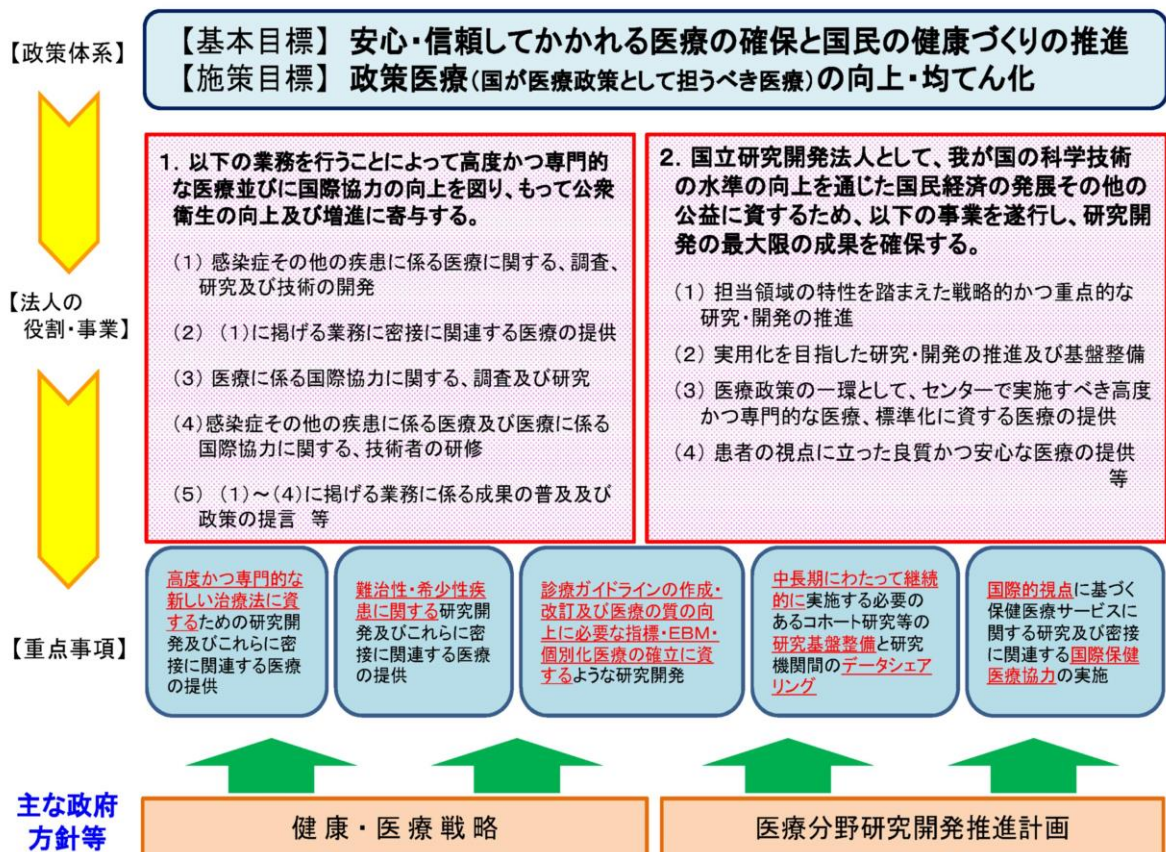 【政策体系】
【基本目標】 安心・信頼してかかれる医療の確保と国民の健康づくりの推進
【施策目標】 政策医療(国が医療政策として担うべき医療)の向上・均てん化
【法人の
役割・事業】
1. 以下の業務を行うことによって高度かつ専門的
な医療並びに国際協力の向上を図り、もって公衆
衛生の向上及び増進に寄与する。
(1) 感染症その他の疾患に係る医療に関する、調査、
研究及び技術の開発
(2) (1)に掲げる業務に密接に関連する医療の提供
(3) 医療に係る国際協力に関する、調査及び研究
(4)感染症その他の疾患に係る医療及び医療に係る
国際協力に関する、技術者の研修
(5) (1)～(4)に掲げる業務に係る成果の普及及び
政策の提言 等
2. 国立研究開発法人として、我が国の科学技術
の水準の向上を通じた国民経済の発展その他の
公益に資するため、以下の事業を遂行し、研究開
発の最大限の成果を確保する。
(1) 担当領域の特性を踏まえた戦略的かつ重点的な
研究・開発の推進
(2) 実用化を目指した研究・開発の推進及び基盤整備
(3) 医療政策の一環として、センターで実施すべき高度
かつ専門的な医療、標準化に資する医療の提供
(4) 患者の視点に立った良質かつ安心な医療の提供
等
【重点事項】
高度かつ専門的な
新しい治療法に資
するための研究開
発及びこれらに密
接に関連する医療
の提供
難治性・希少性疾
患に関する研究開
発及びこれらに密
接に関連する医療
の提供
診療ガイドラインの作成・
改訂及び医療の質の向
上に必要な指標・EBM・
個別化医療の確立に資
するような研究開発
中長期にわたって継続
的に実施する必要の
あるコホート研究等の
研究基盤整備と研究
機関間のデータシェア
リング
国際的視点に基づく
保健医療サービスに
関する研究及び密接
に関連する国際保健
医療協力の実施
主な政府
方針等
健康・医療戦略
医療分野研究開発推進計画